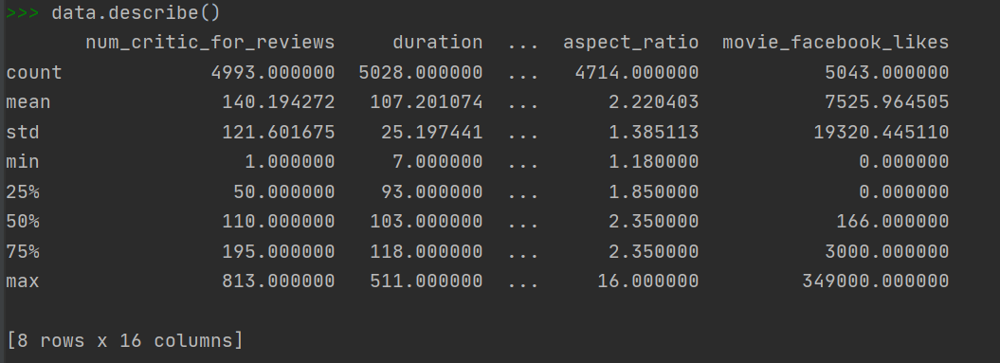 >>> data.describe()
num_critic_for_reviews duration ... aspect_ratio movie_facebook_likes
count 4993.000000 5028.000000 ... 4714.000000 5043.000000
mean 140.194272 107.201074 ... 2.220403 7525.964505
std 121.601675 25.197441 ... 1.385113 19320.445110
min 1.000000 7.000000 ... 1.180000 0.000000
25% 50.000000 93.000000 ... 1.850000 0.000000
50% 110.000000 103.000000 ... 2.350000 166.000000
75% 195.000000 118.000000 ... 2.350000 3000.000000
max 813.000000 511.000000 ... 16.000000 349000.000000
[8 rows x 16 columns]